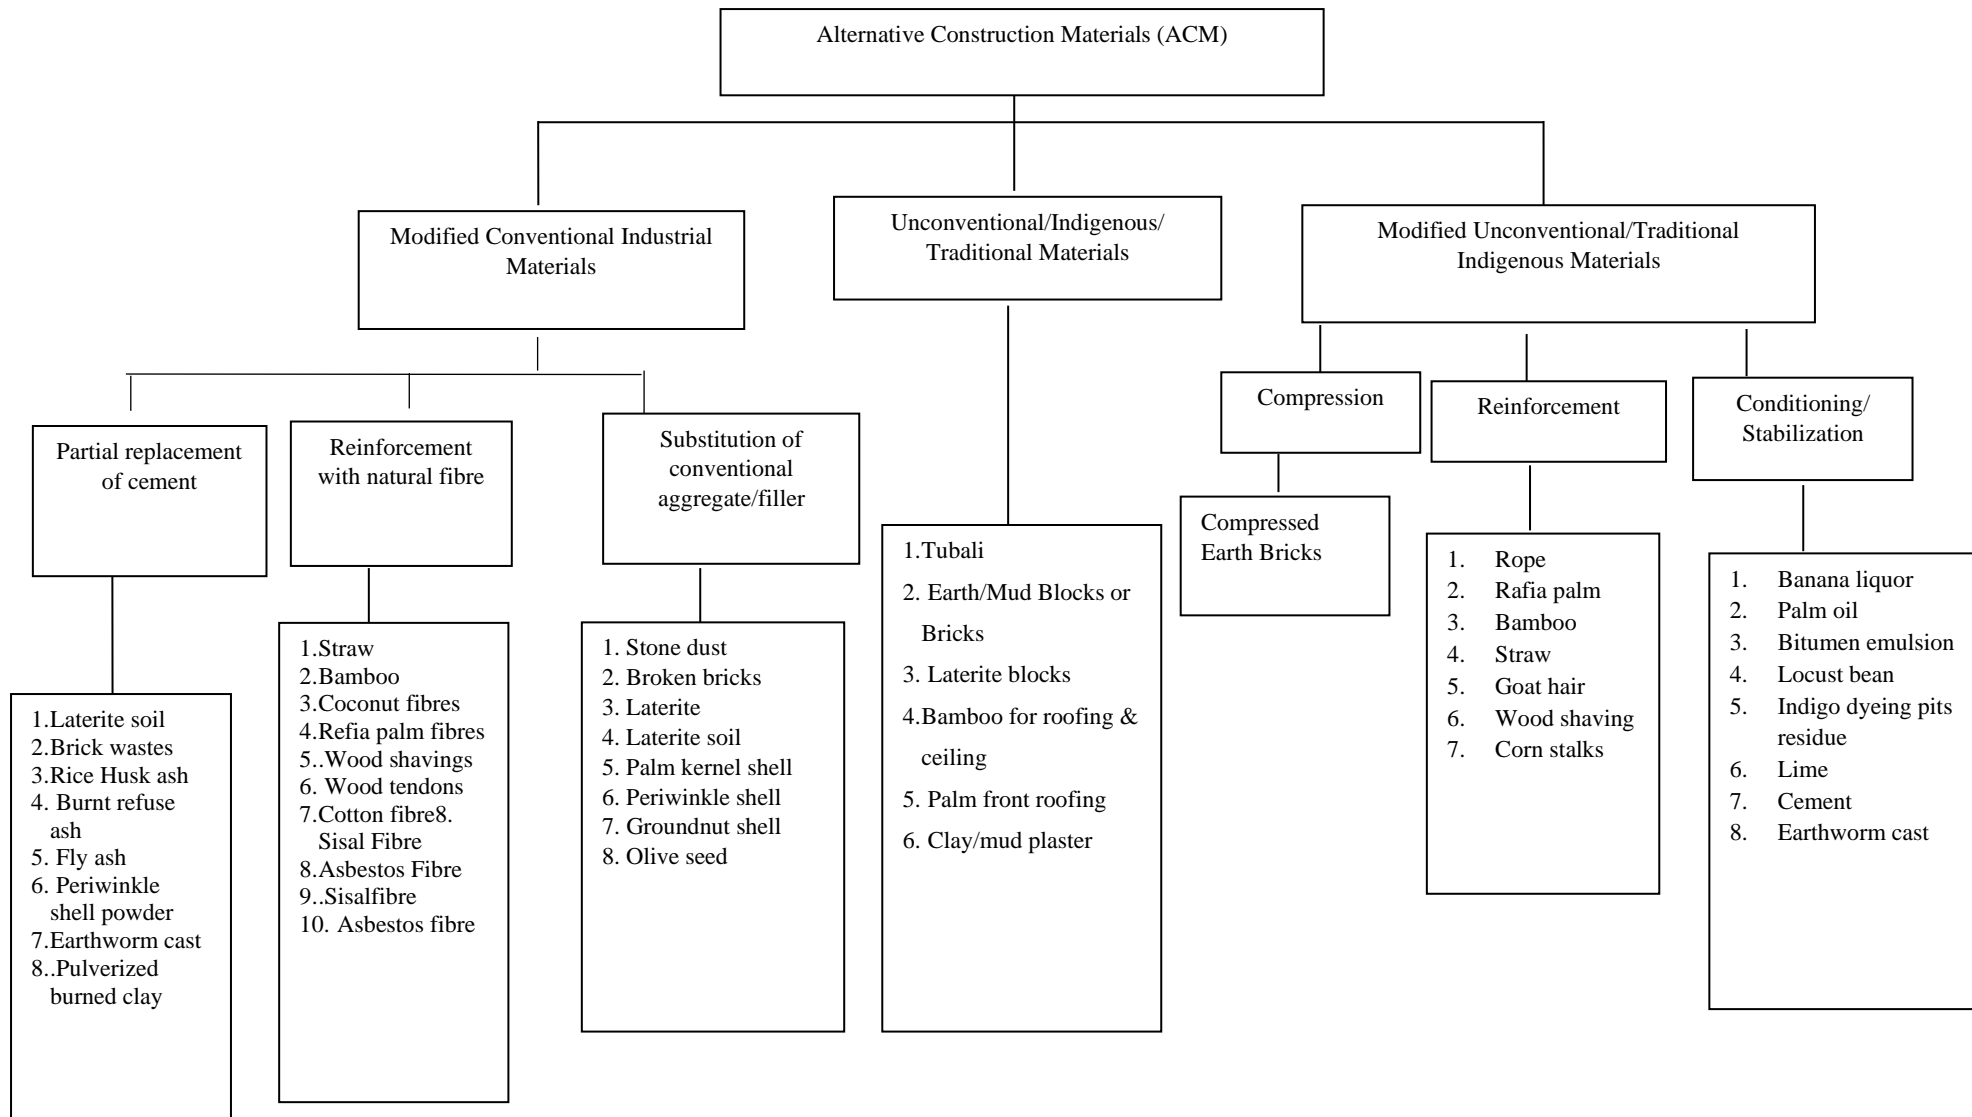 Alternative Construction Materials (ACM)
Modified Conventional Industrial
Materials
Unconventional/Indigenous/
Traditional Materials
Modified Unconventional/Traditional
Indigenous Materials
Partial replacement
of cement
Reinforcement
with natural fibre
Substitution of
conventional
aggregate/filler
Compression
Reinforcement
Conditioning/
Stabilization
1.Laterite soil
2.Brick wastes
3.Rice Husk ash
4. Burnt refuse
ash
5. Fly ash
6. Periwinkle
shell powder
7.Earthworm cast
8..Pulverized
burned clay
1.Straw
2.Bamboo
3.Coconut fibres
4.Refia palm fibres
5..Wood shavings
6. Wood tendons
7.Cotton fibre8.
Sisal Fibre
8.Asbestos Fibre
9..Sisalfibre
10. Asbestos fibre
1. Stone dust
2. Broken bricks
3. Laterite
4. Laterite soil
5. Palm kernel shell
6. Periwinkle shell
7. Groundnut shell
8. Olive seed
1.Tubali
2. Earth/Mud Blocks or
Bricks
3. Laterite blocks
4.Bamboo for roofing &
ceiling
5. Palm front roofing
6. Clay/mud plaster
Compressed
Earth Bricks
1. Rope
2. Rafia palm
3. Bamboo
4. Straw
5. Goat hair
6. Wood shaving
7. Corn stalks
1. Banana liquor
2. Palm oil
3. Bitumen emulsion
4. Locust bean
5. Indigo dyeing pits
residue
6. Lime
7. Cement
8. Earthworm cast